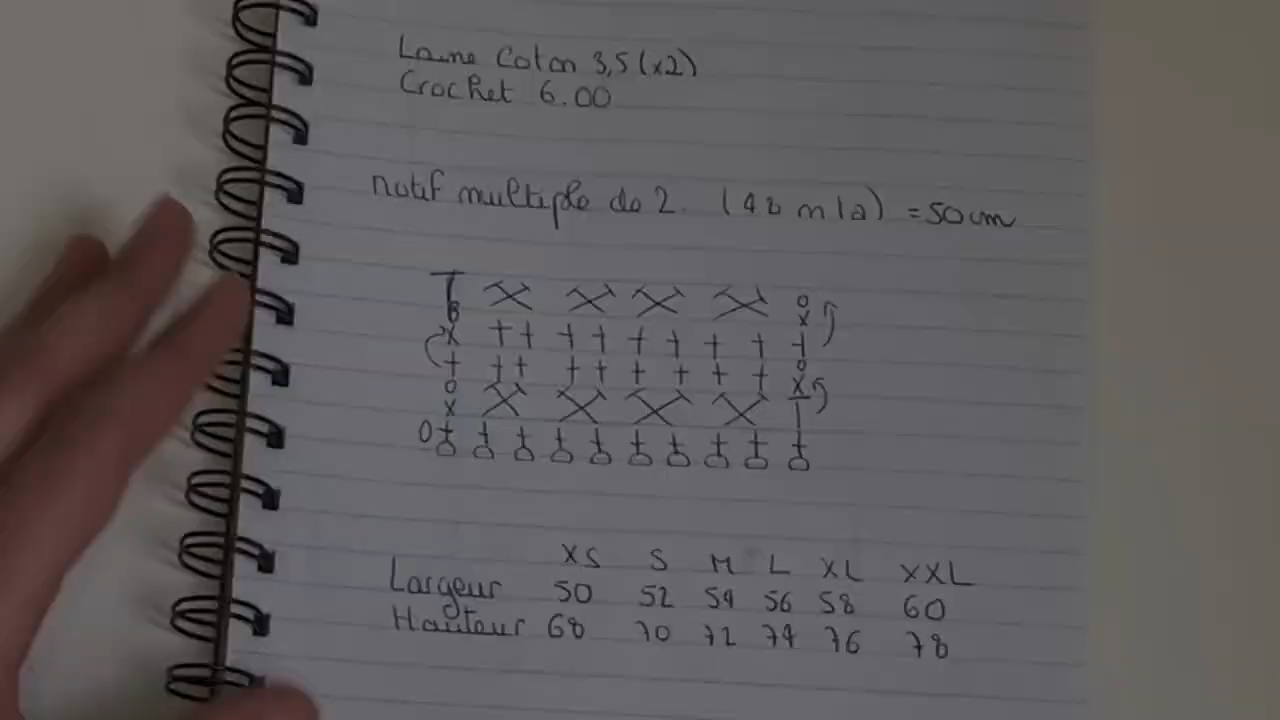 Laine Coton 3,5 (x2)
Crochet 6.00
motif multiple de 2. (48 m l a) = 50 cm
XS S M L XL XXL
Largeur 50 52 54 56 58 60
Hauteur 68 70 72 74 76 78